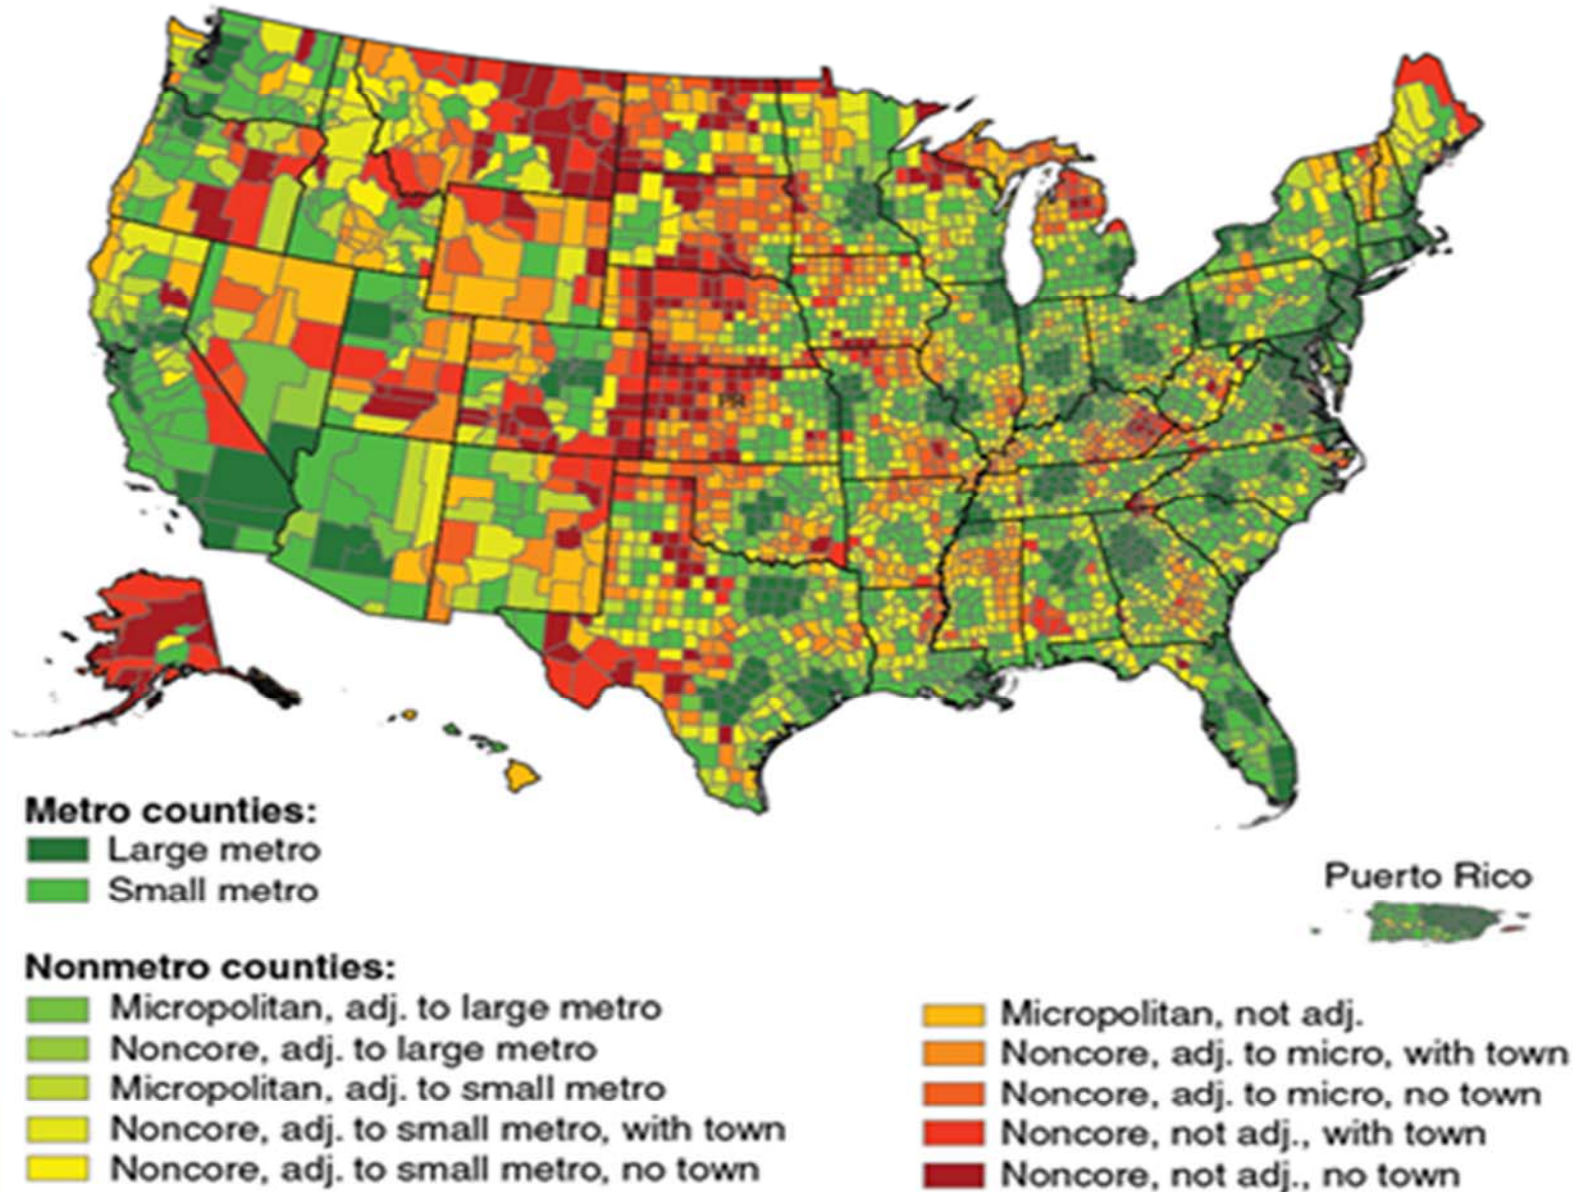 PR
Metro counties:
Large metro
Small metro
Puerto Rico
Nonmetro counties:
Micropolitan, adj. to large metro
Noncore, adj. to large metro
Micropolitan, adj. to small metro
Noncore, adj. to small metro, with town
Noncore, adj. to small metro, no town
Micropolitan, not adj.
Noncore, adj. to micro, with town
Noncore, adj. to micro, no town
Noncore, not adj., with town
Noncore, not adj., no town